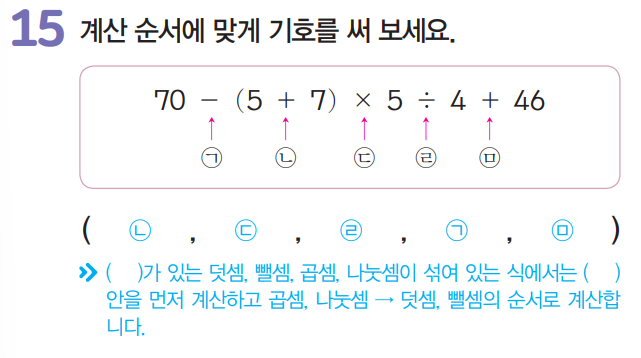 15 계산 순서에 맞게 기호를 써 보세요.
70 − (5 + 7) × 5 ÷ 4 + 46
㉠ ㉡ ㉢ ㉣ ㉤
( ㉡ , ㉢ , ㉣ , ㉠ , ㉤ )
( )가 있는 덧셈, 뺄셈, 곱셈, 나눗셈이 섞여 있는 식에서는 ( )
안을 먼저 계산하고 곱셈, 나눗셈 → 덧셈, 뺄셈의 순서로 계산합
니다.